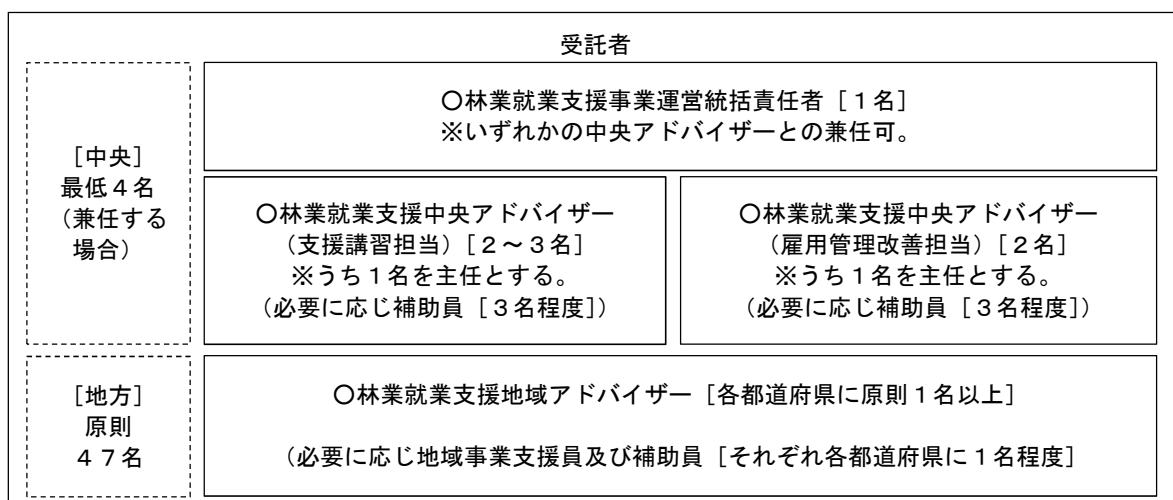 受託者
［中央］
最低４名
（兼任する
場合）
〇林業就業支援事業運営統括責任者［１名］
※いずれかの中央アドバイザーとの兼任可。
〇林業就業支援中央アドバイザー
（支援講習担当）［２～３名］
※うち１名を主任とする。
（必要に応じ補助員［３名程度］）
〇林業就業支援中央アドバイザー
（雇用管理改善担当）［２名］
※うち１名を主任とする。
（必要に応じ補助員［３名程度］）
［地方］
原則
４７名
〇林業就業支援地域アドバイザー［各都道府県に原則１名以上］
（必要に応じ地域事業支援員及び補助員［それぞれ各都道府県に１名程度］